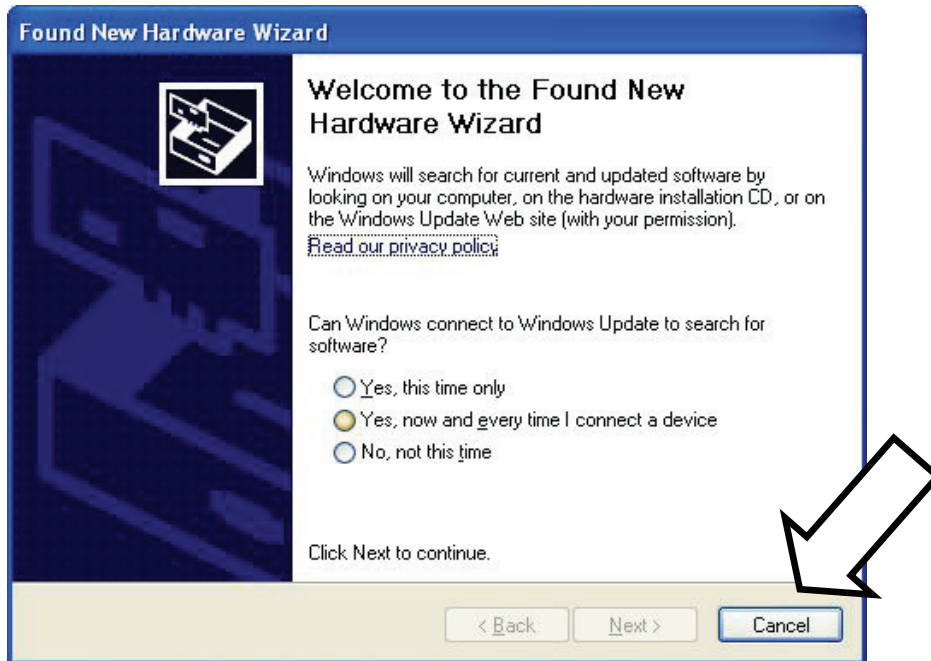 Found New Hardware Wizard
Welcome to the Found New
Hardware Wizard
Windows will search for current and updated software by
looking on your computer, on the hardware installation CD, or on
the Windows Update Web site (with your permission).
Read our privacy policy
Can Windows connect to Windows Update to search for
software?
Yes, this time only
Yes, now and every time I connect a device
No, not this time
Click Next to continue.
< Back Next > Cancel